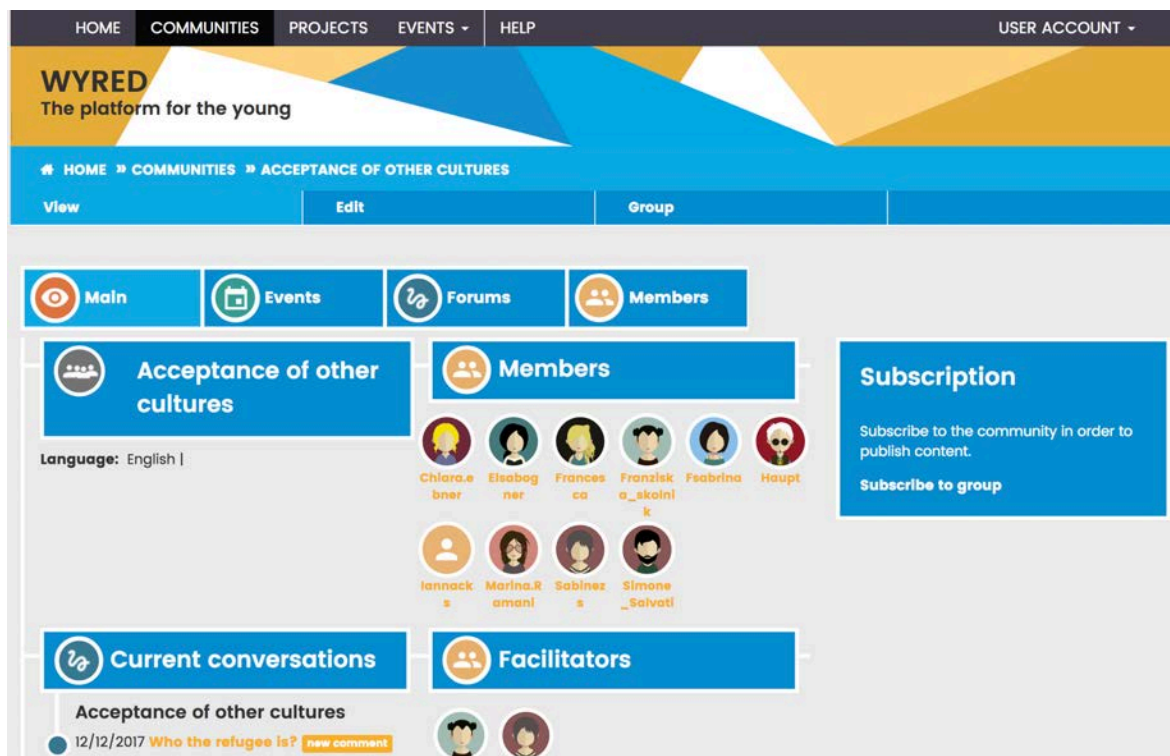 HOME COMMUNITIES PROJECTS EVENTS HELP USER ACCOUNT
WYRED
The platform for the young
HOME » COMMUNITIES » ACCEPTANCE OF OTHER CULTURES
View Edit Group
Main Events Forums Members
Acceptance of other
cultures
Language: English |
Members
Chiara.e
bner
Elsabog
ner
Frances
ca
Franzisk
a_skolni
k
Fsabrina
Haupt
Iannack
s
Marina.R
amani
Sabinez
s
Simone
_Salvati
Subscription
Subscribe to the community in order to
publish content.
Subscribe to group
Current conversations
Acceptance of other cultures
12/12/2017 Who the refugee is? new comment
Facilitators